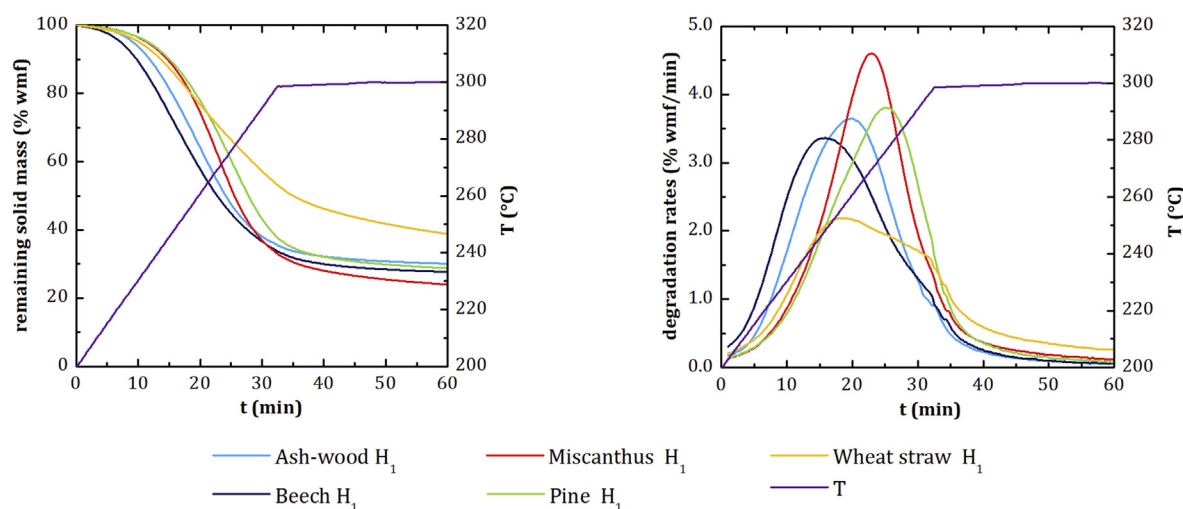 remaining solid mass (% wmf)
100
80
60
40
20
0
320
300
280
260
240
220
200
T (°C)
0 10 20 30 40 50 60
t (min)
degradation rates (% wmf/min)
5.0
4.0
3.0
2.0
1.0
0.0
320
300
280
260
240
220
200
T (°C)
0 10 20 30 40 50 60
t (min)
Ash-wood H₁ Miscanthus H₁ Wheat straw H₁
Beech H₁ Pine H₁ T